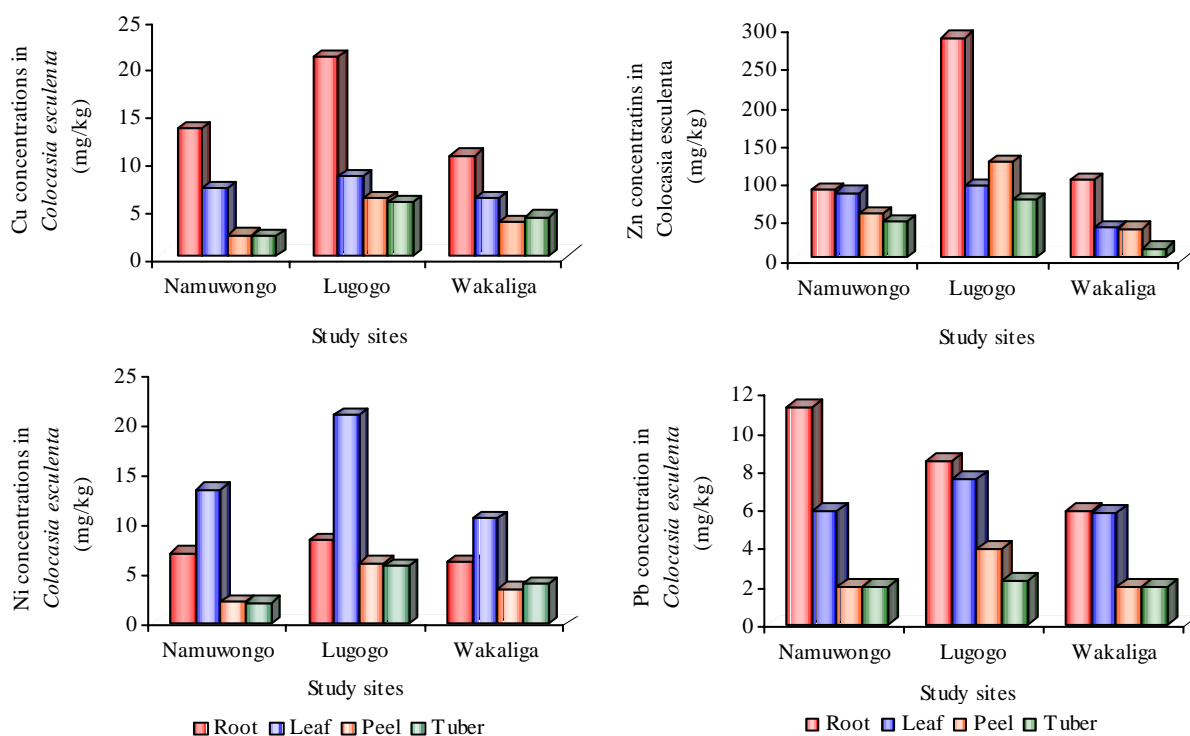 Cu concentrations in
Colocasia esculenta
(mg/kg)
25
20
15
10
5
0
Namuwongo Lugogo Wakaliga
Study sites
Zn concentratins in
Colocasia esculenta
(mg/kg)
300
250
200
150
100
50
0
Namuwongo Lugogo Wakaliga
Study sites
Ni concentrations in
Colocasia esculenta
(mg/kg)
25
20
15
10
5
0
Namuwongo Lugogo Wakaliga
Study sites
Root Leaf Peel Tuber
Pb concentration in
Colocasia esculenta
(mg/kg)
12
10
8
6
4
2
0
Namuwongo Lugogo Wakaliga
Study sites
Root Leaf Peel Tuber